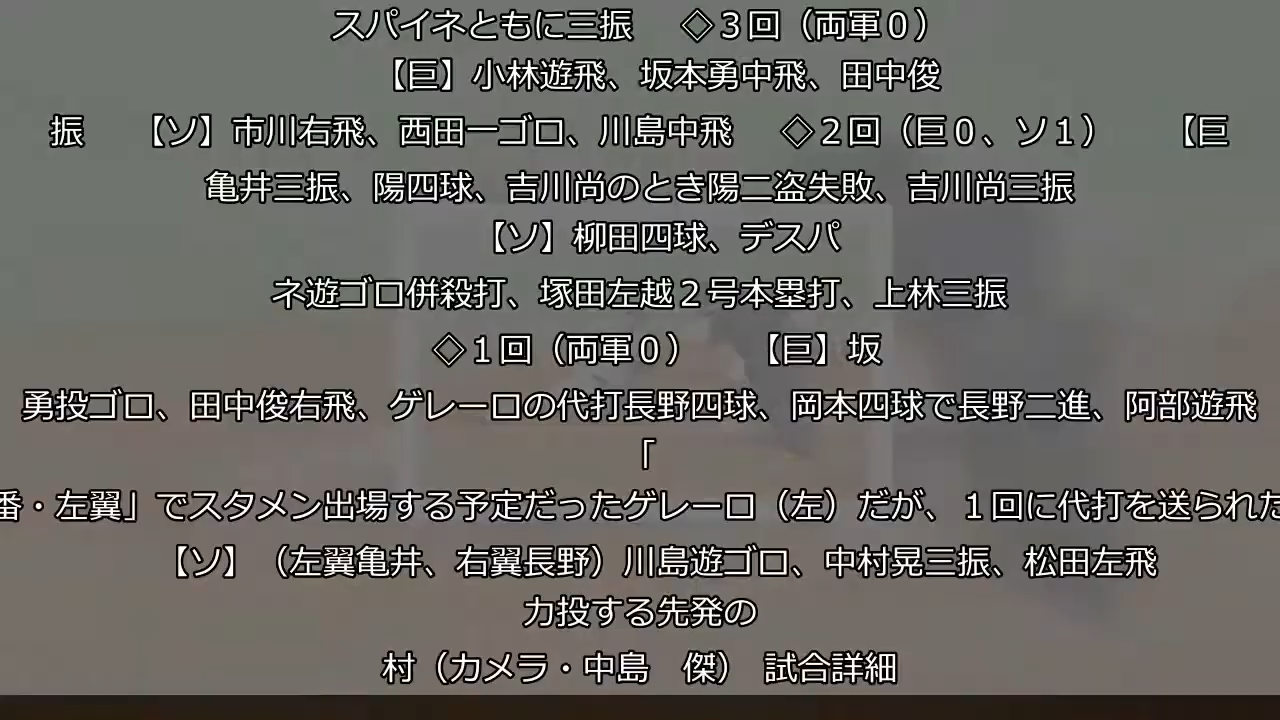 スパイネともに三振　◇３回（両軍０）
【巨】小林遊飛、坂本勇中飛、田中俊
振　【ソ】市川右飛、西田一ゴロ、川島中飛　◇２回（巨０、ソ１）　【巨
亀井三振、陽四球、吉川尚のとき陽二盗失敗、吉川尚三振
【ソ】柳田四球、デスパ
ネ遊ゴロ併殺打、塚田左越２号本塁打、上林三振
◇１回（両軍０）　【巨】坂
勇投ゴロ、田中俊右飛、ゲレーロの代打長野四球、岡本四球で長野二進、阿部遊飛
「
番・左翼」でスタメン出場する予定だったゲレーロ（左）だが、１回に代打を送られた
【ソ】（左翼亀井、右翼長野）川島遊ゴロ、中村晃三振、松田左飛
力投する先発の
村（カメラ・中島　傑） 試合詳細